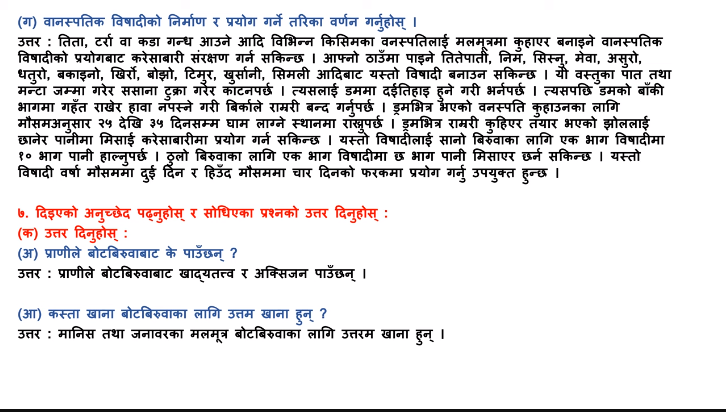 (ग) वानस्पतिक विषादीको निर्माण र प्रयोग गर्ने तरिका वर्णन गर्नुहोस् ।
उत्तर : तिता, टर्रा वा कडा गन्ध आउने आदि विभिन्न किसिमका वनस्पतिलाई मलमूत्रमा कुहाएर बनाइने वानस्पतिक
विषादीको प्रयोगबाट करेसाबारी संरक्षण गर्न सकिन्छ । आफ्नो ठाउँमा पाइने तितेपाती, निम, सिस्नु, मेवा, असुरो,
धतुरो, बकाइनो, खिर्रो, बोझो, टिमुर, खुर्सानी, सिमली आदिबाट यस्तो विषादी बनाउन सकिन्छ । यी वस्तुका पात तथा
मन्टा जम्मा गरेर ससाना टुक्रा गरेर काटनपर्छ । त्यसलाई डममा दईतिहाइ हुने गरी भर्नपर्छ । त्यसपछि डमको बाँकी
भागमा गहुँत राखेर हावा नपस्ने गरी बिर्काले राम्ररी बन्द गर्नुपर्छ । ड्रमभित्र भएको वनस्पति कुहाउनका लागि
मौसमअनुसार २५ देखि ३५ दिनसम्म घाम लाग्ने स्थानमा राख्नुपर्छ । ड्रमभित्र राम्ररी कुहिएर तयार भएको झोललाई
छानेर पानीमा मिसाई करेसाबारीमा प्रयोग गर्न सकिन्छ । यस्तो विषादीलाई सानो बिरुवाका लागि एक भाग विषादीमा
१० भाग पानी हाल्नुपर्छ । ठुलो बिरुवाका लागि एक भाग विषादीमा छ भाग पानी मिसाएर छर्न सकिन्छ । यस्तो
विषादी वर्षा मौसममा दुई दिन र हिउँद मौसममा चार दिनको फरकमा प्रयोग गर्नु उपयुक्त हुन्छ ।
७. दिइएको अनुच्छेद पढ्नुहोस् र सोधिएका प्रश्नको उत्तर दिनुहोस् :
(क) उत्तर दिनुहोस् :
(अ) प्राणीले बोटबिरुवाबाट के पाउँछन् ?
उत्तर : प्राणीले बोटबिरुवाबाट खाद्यतत्त्व र अक्सिजन पाउँछन् ।
(आ) कस्ता खाना बोटबिरुवाका लागि उत्तम खाना हुन् ?
उत्तर : मानिस तथा जनावरका मलमूत्र बोटबिरुवाका लागि उत्तरम खाना हुन् ।